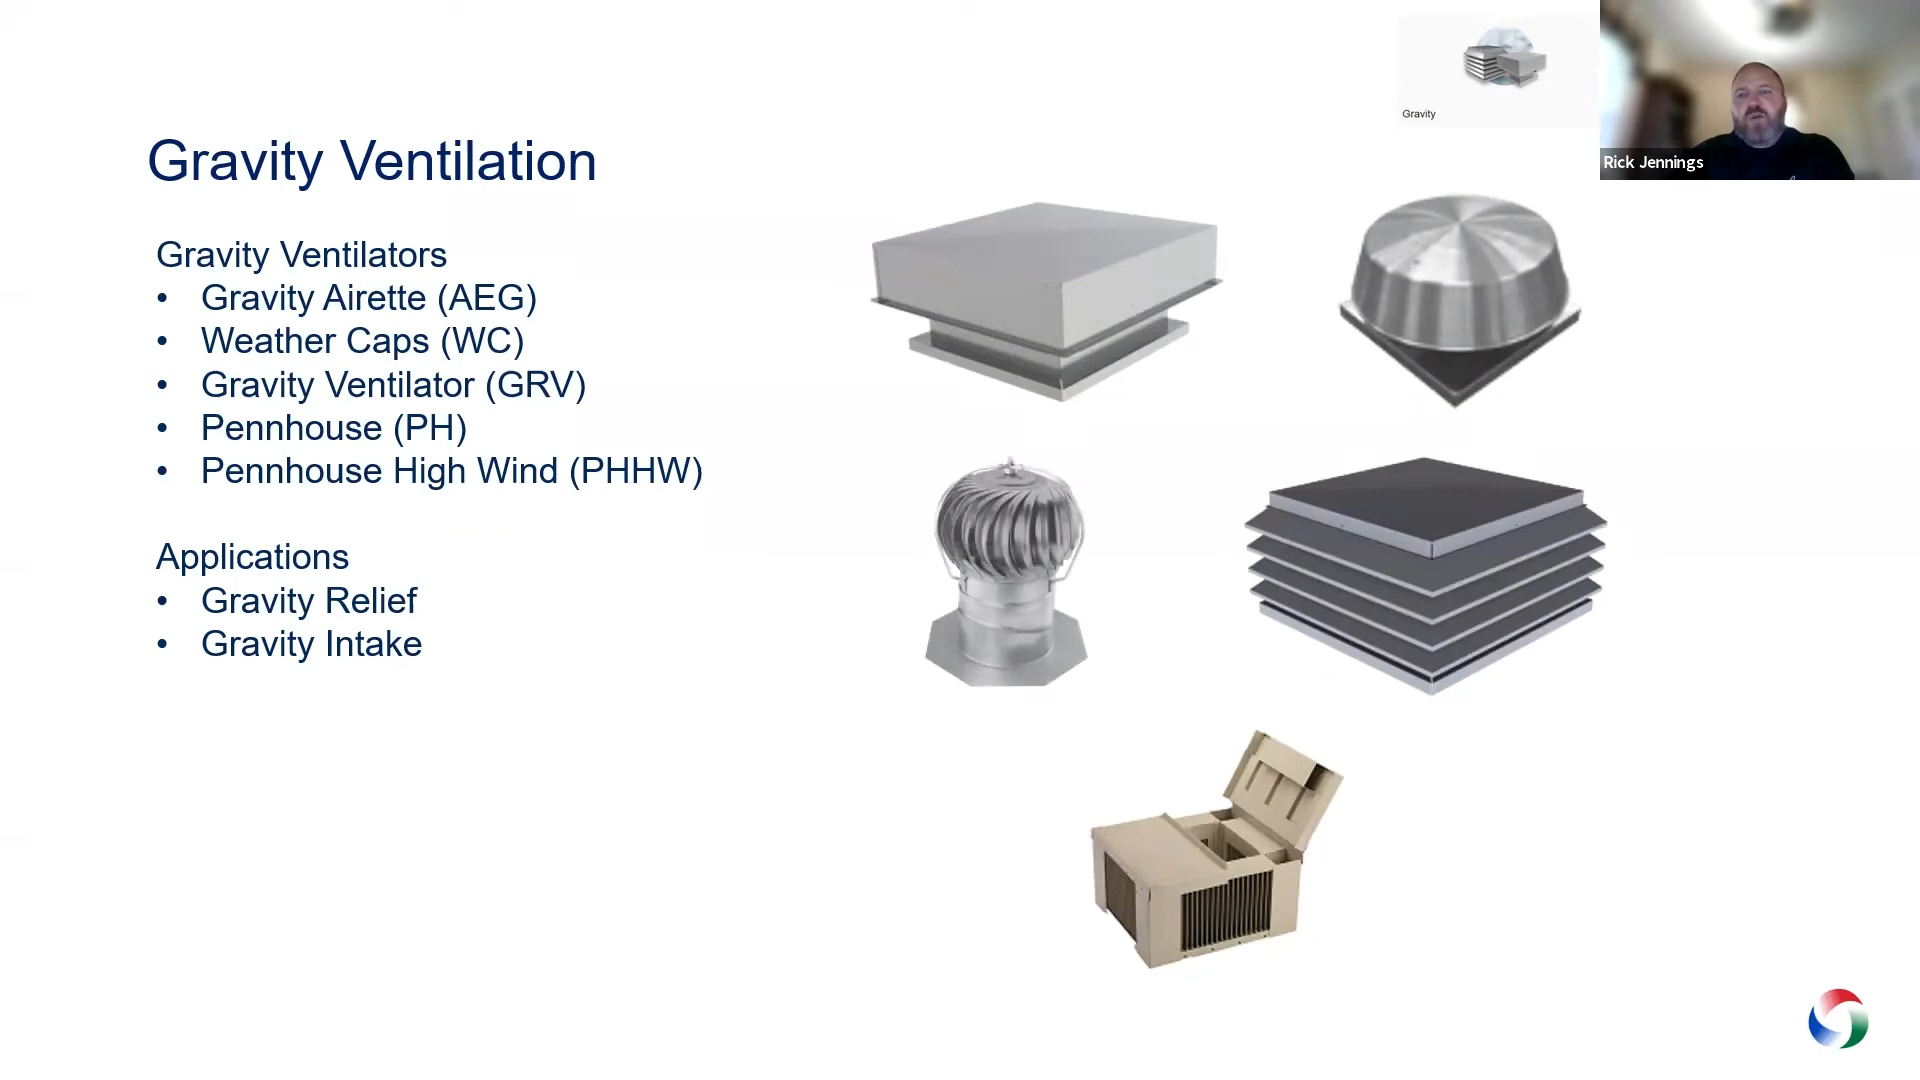 Gravity
Rick Jennings
Gravity Ventilation
Gravity Ventilators
• Gravity Airette (AEG)
• Weather Caps (WC)
• Gravity Ventilator (GRV)
• Pennhouse (PH)
• Pennhouse High Wind (PHHW)
Applications
• Gravity Relief
• Gravity Intake